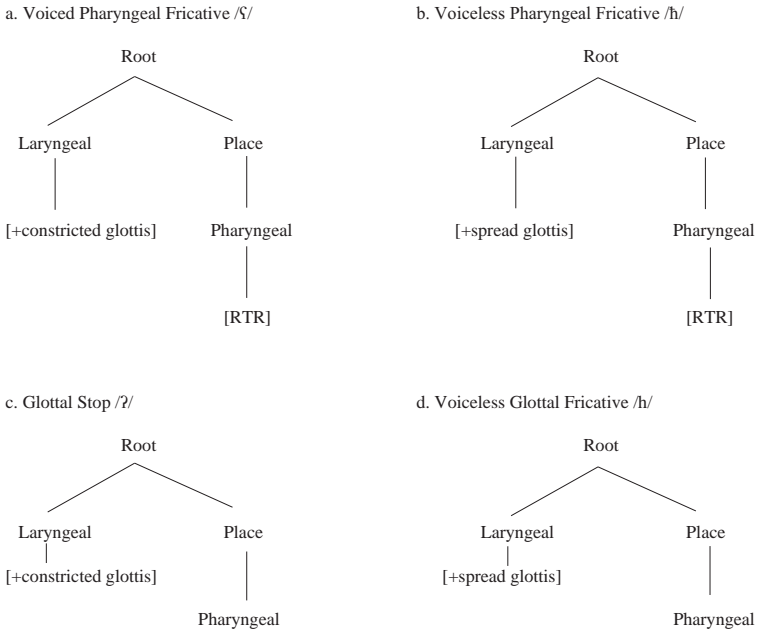 a. Voiced Pharyngeal Fricative /ʕ/
b. Voiceless Pharyngeal Fricative /ħ/
Root
Root
Laryngeal
Place
Laryngeal
Place
[+constricted glottis]
Pharyngeal
[+spread glottis]
Pharyngeal
[RTR]
[RTR]
c. Glottal Stop /ʔ/
d. Voiceless Glottal Fricative /h/
Root
Root
Laryngeal
Place
Laryngeal
Place
[+constricted glottis]
[+spread glottis]
Pharyngeal
Pharyngeal